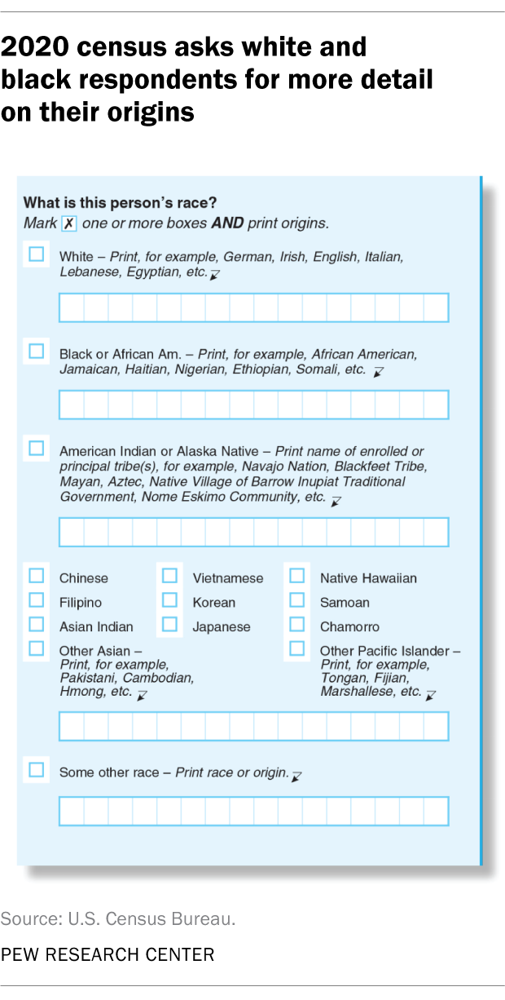 2020 census asks white and
black respondents for more detail
on their origins
What is this person's race?
Mark ✗ one or more boxes AND print origins.
White – Print, for example, German, Irish, English, Italian,
Lebanese, Egyptian, etc.
Black or African Am. – Print, for example, African American,
Jamaican, Haitian, Nigerian, Ethiopian, Somali, etc.
American Indian or Alaska Native – Print name of enrolled or
principal tribe(s), for example, Navajo Nation, Blackfeet Tribe,
Mayan, Aztec, Native Village of Barrow Inupiat Traditional
Government, Nome Eskimo Community, etc.
Chinese
Filipino
Asian Indian
Other Asian –
Print, for example,
Pakistani, Cambodian,
Hmong, etc.
Vietnamese
Korean
Japanese
Native Hawaiian
Samoan
Chamorro
Other Pacific Islander –
Print, for example,
Tongan, Fijian,
Marshallese, etc.
Some other race – Print race or origin.
Source: U.S. Census Bureau.
PEW RESEARCH CENTER